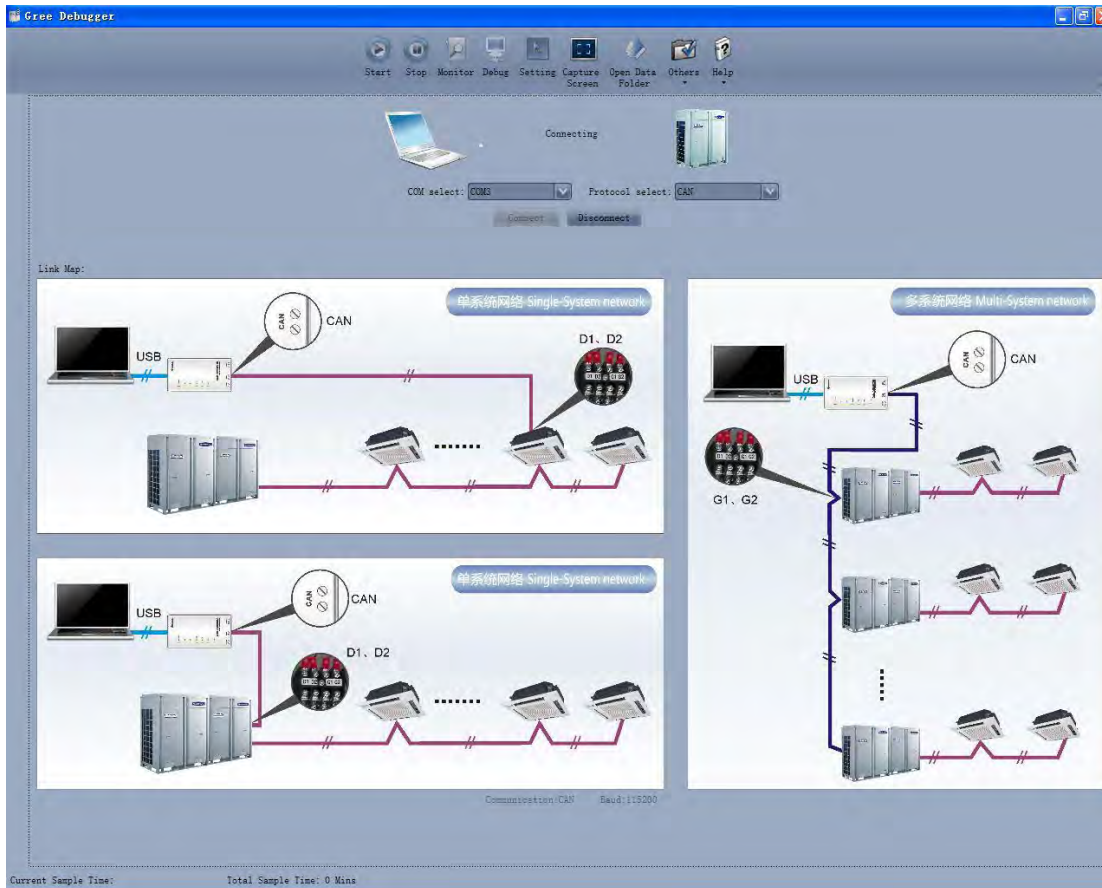 Gree Debugger
Start Stop Monitor Debug Setting Capture Screen Open Data Folder Others Help
Connecting
COM select: COM3 Protocol select: CAN
Connect Disconnect
Link Map:
单系统网络 Single-System network
CAN
CAN
USB
D1、D2
单系统网络 Single-System network
CAN
CAN
USB
D1、D2
多系统网络 Multi-System network
CAN
CAN
USB
G1、G2
Communication:CAN Baud:115200
Current Sample Time: Total Sample Time: 0 Mins